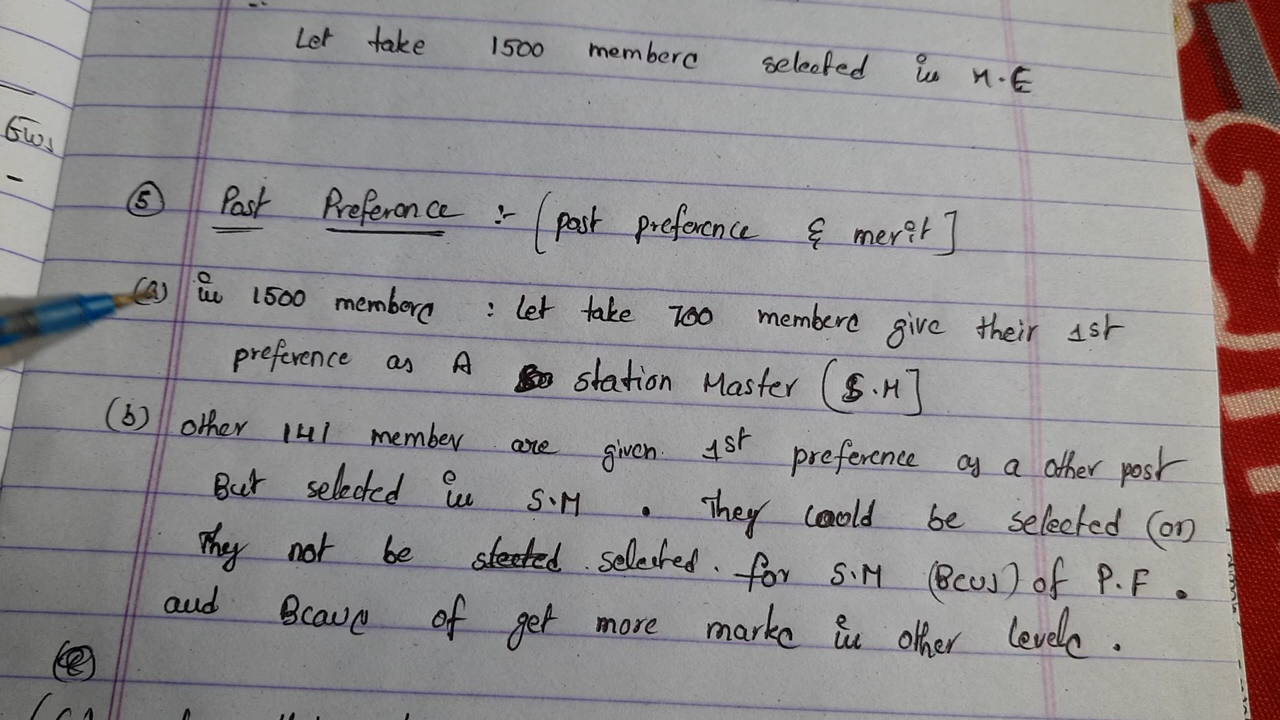 Let take 1500 members selected in M.E
Ews
-
⑤ Post Preference :- [post preference & merit]
(a) in 1500 members : let take 700 members give their 1st
preference as A station Master (S.M]
(b) other 141 member are given 1st preference as a other post
But selected in S.M . They could be selected (or)
They not be selected. for S.M (Bcus) of P.F .
and Bcaus of get more marks in other levels .